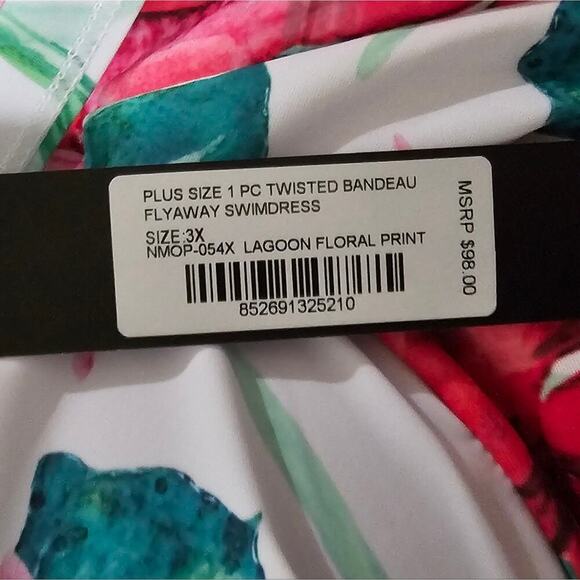 PLUS SIZE 1 PC TWISTED BANDEAU
FLYAWAY SWIMDRESS
SIZE:3X
NMOP-054X LAGOON FLORAL PRINT
852691325210
MSRP $98.00